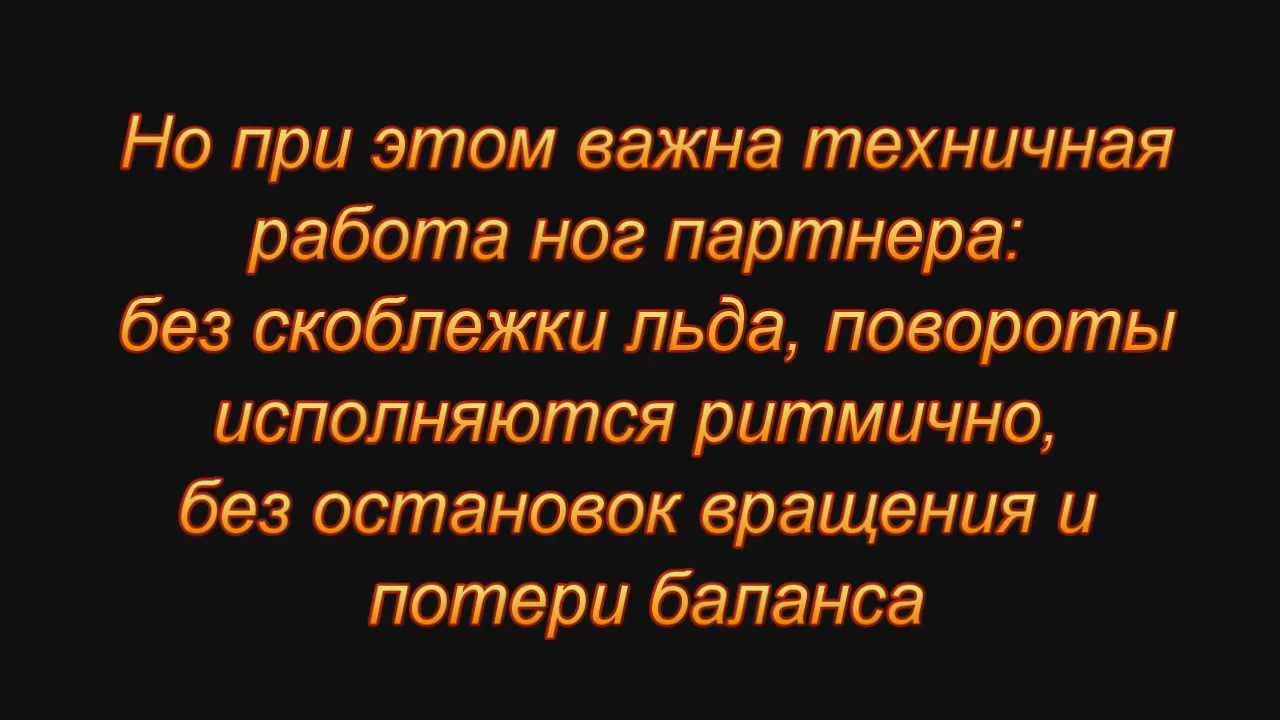 Но при этом важна техничная
работа ног партнера:
без скоблежки льда, повороты
исполняются ритмично,
без остановок вращения и
потери баланса